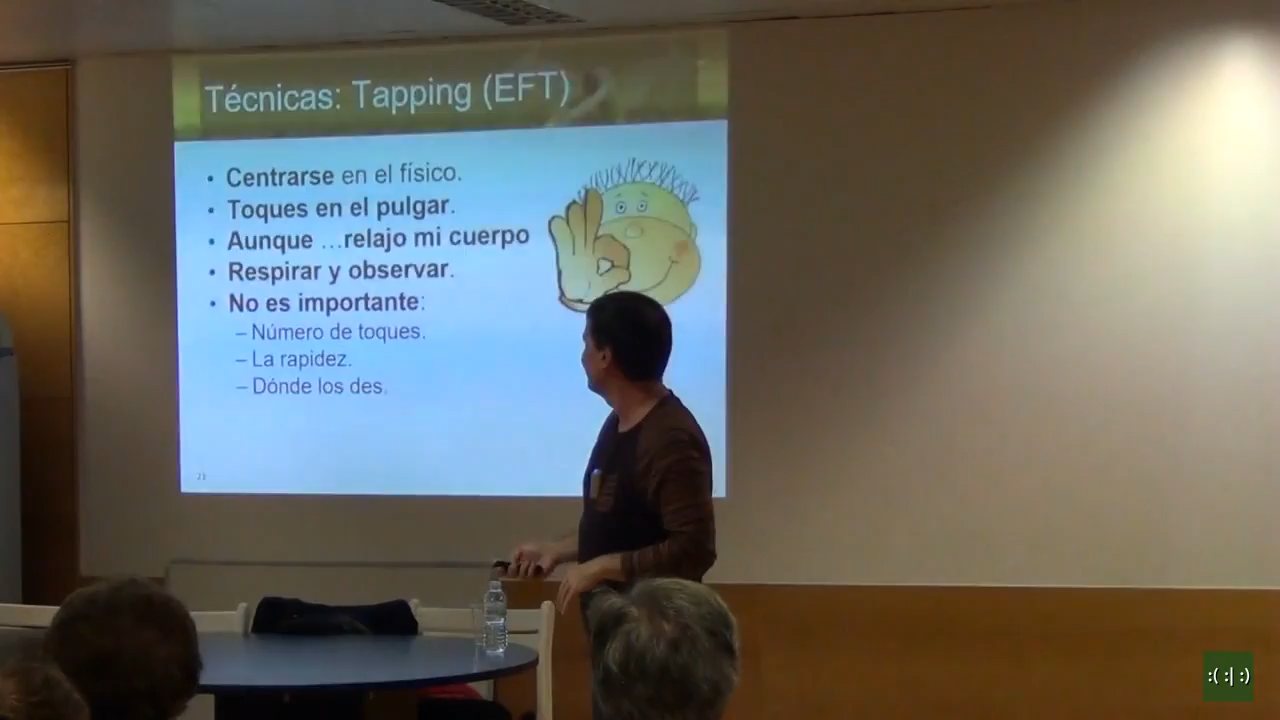 Técnicas: Tapping (EFT)
• Centrarse en el físico.
• Toques en el pulgar.
• Aunque ...relajo mi cuerpo
• Respirar y observar.
• No es importante:
– Número de toques.
– La rapidez.
– Dónde los des.
:( :| :)